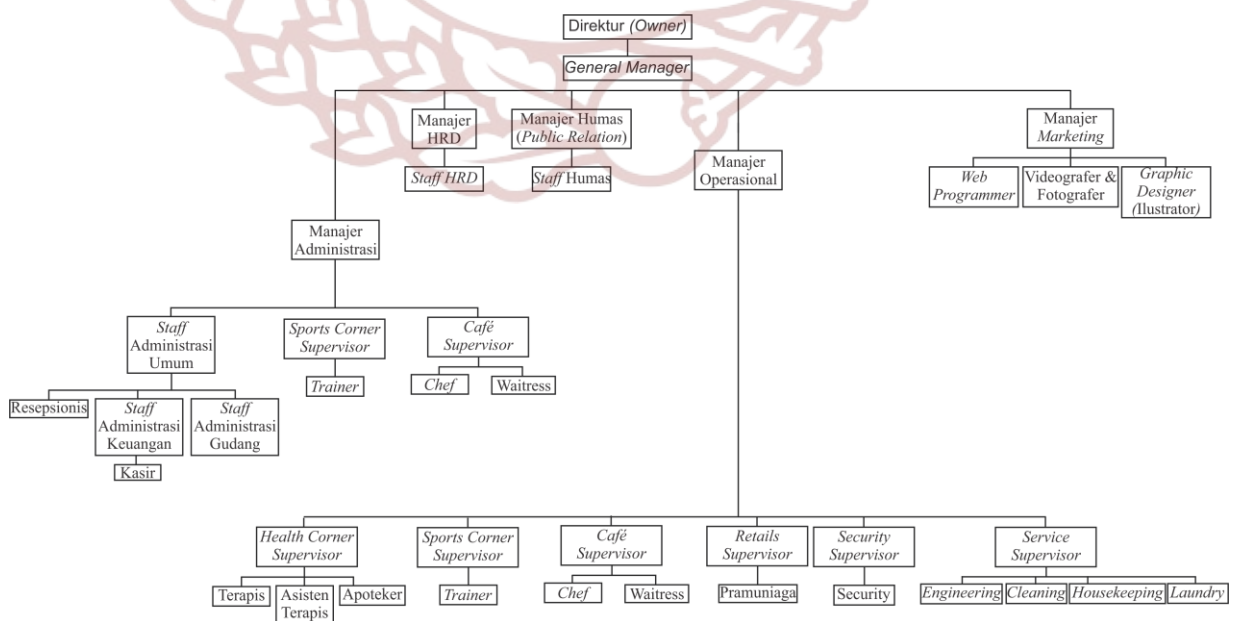 Direktur (Owner)
General Manager
Manajer
HRD
Staff HRD
Manajer Humas
(Public Relation)
Staff Humas
Manajer
Operasional
Manajer
Marketing
Web
Programmer
Videografer &
Fotografer
Graphic
Designer
(Ilustrator)
Manajer
Administrasi
Staff
Administrasi
Umum
Sports Corner
Supervisor
Café
Supervisor
Trainer
Chef
Waitress
Resepsionis
Staff
Administrasi
Keuangan
Staff
Administrasi
Gudang
Kasir
Health Corner
Supervisor
Sports Corner
Supervisor
Café
Supervisor
Retails
Supervisor
Security
Supervisor
Service
Supervisor
Terapis
Asisten
Terapis
Apoteker
Trainer
Chef
Waitress
Pramuniaga
Security
Engineering
Cleaning
Housekeeping
Laundry